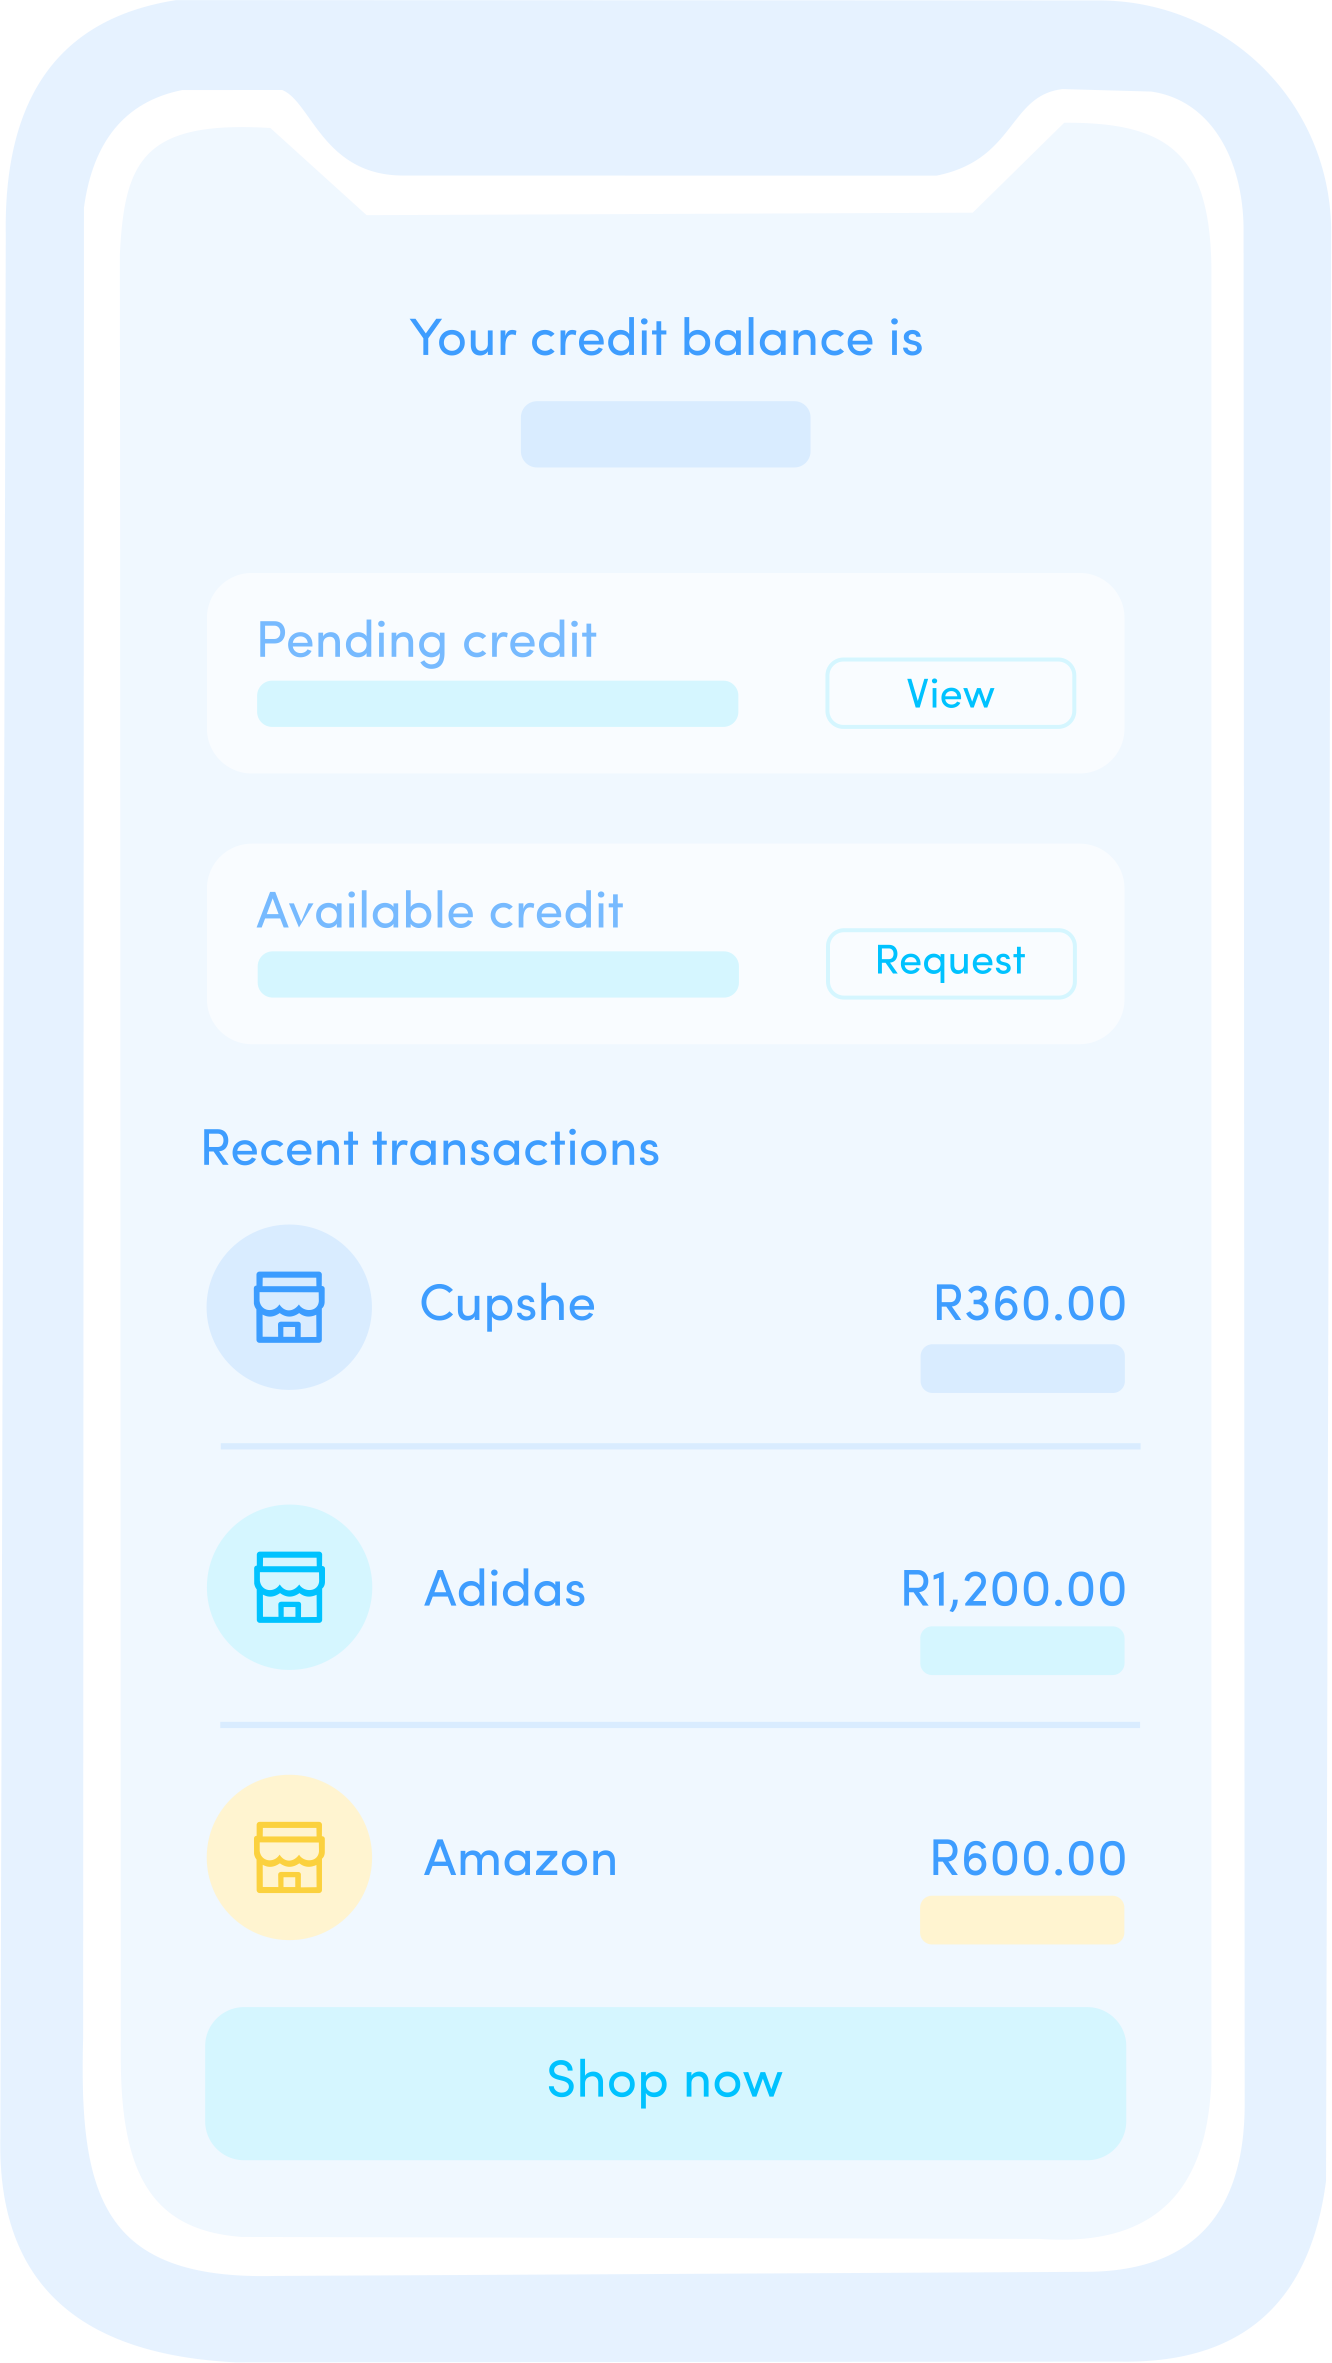 Your credit balance is
Pending credit
View
Available credit
Request
Recent transactions
Cupshe R360.00
Adidas R1,200.00
Amazon R600.00
Shop now